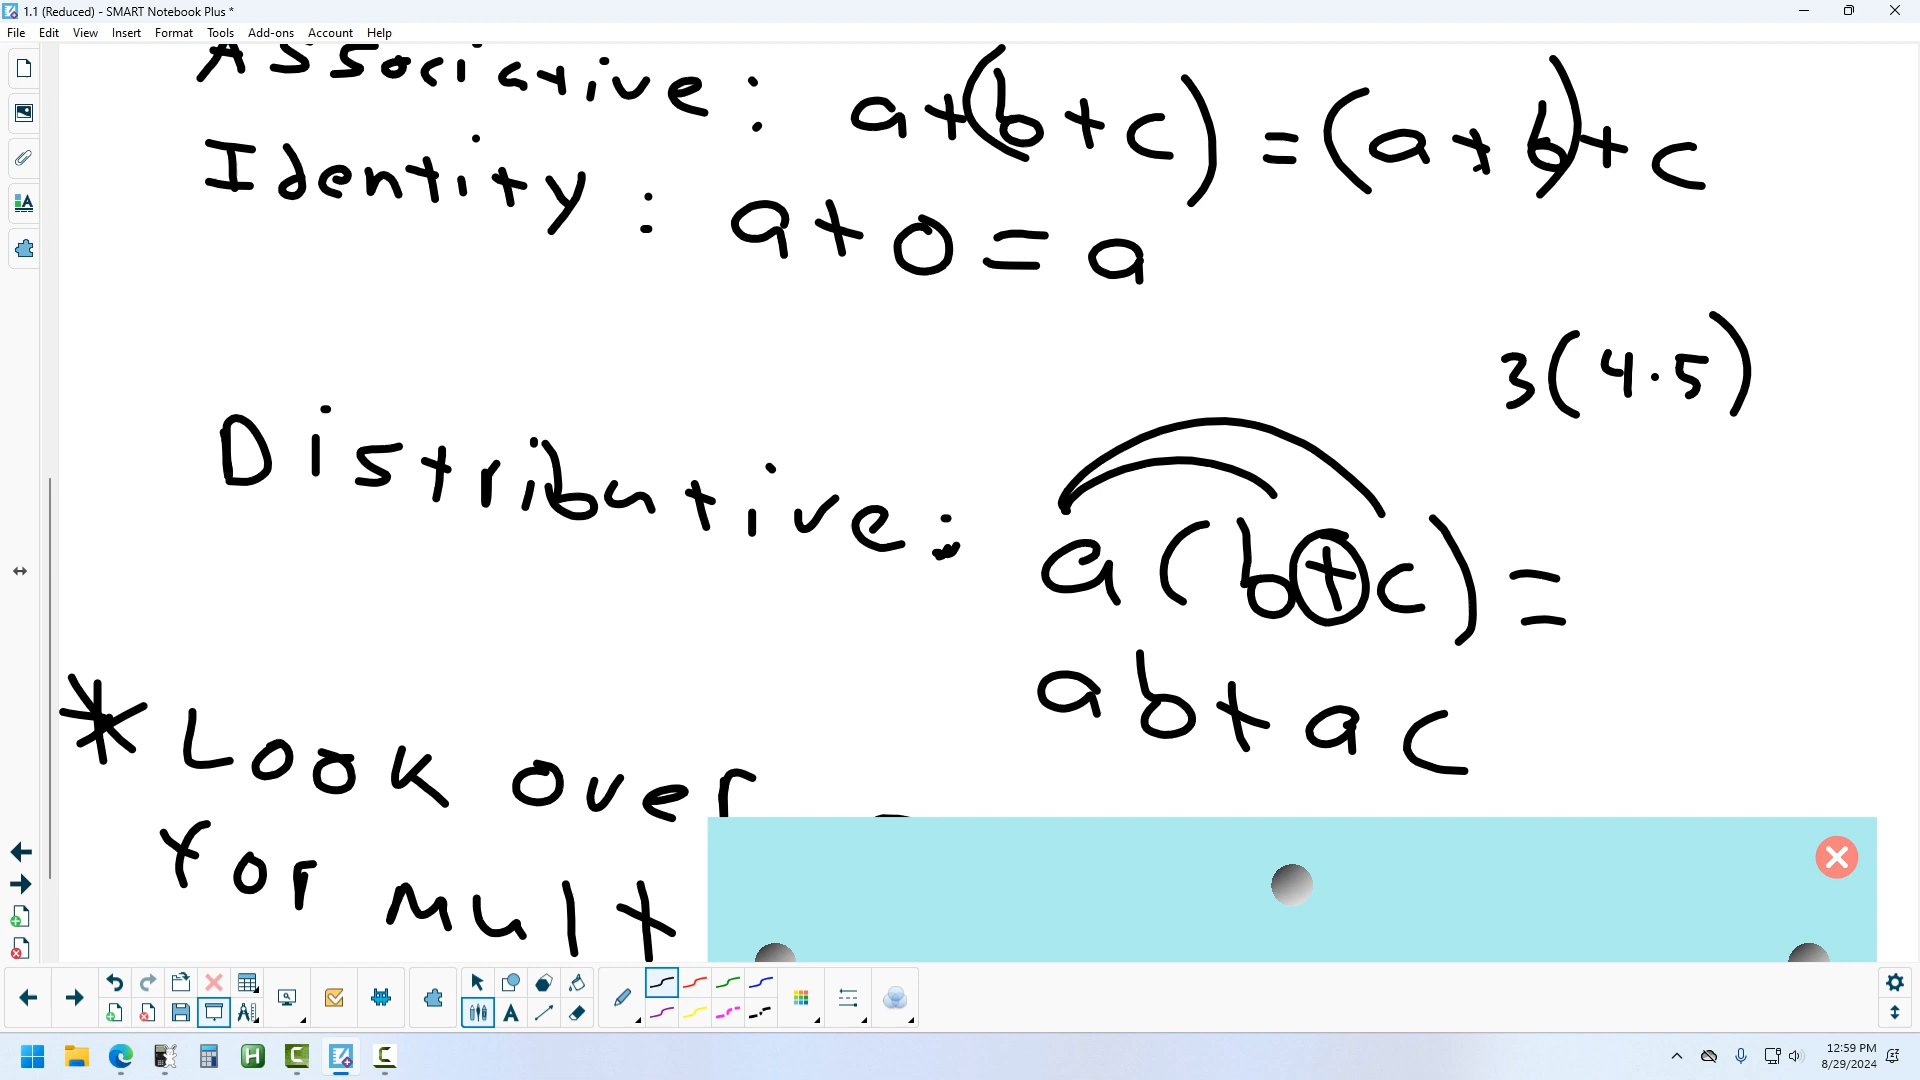 1.1 (Reduced) - SMART Notebook Plus *
File Edit View Insert Format Tools Add-ons Account Help
Associative: a+(b+c)=(a+b)+c
Identity: a+0=a
3(4·5)
Distributive: a(b+c)=
ab+ac
* Look over
for mult
12:59 PM
8/29/2024